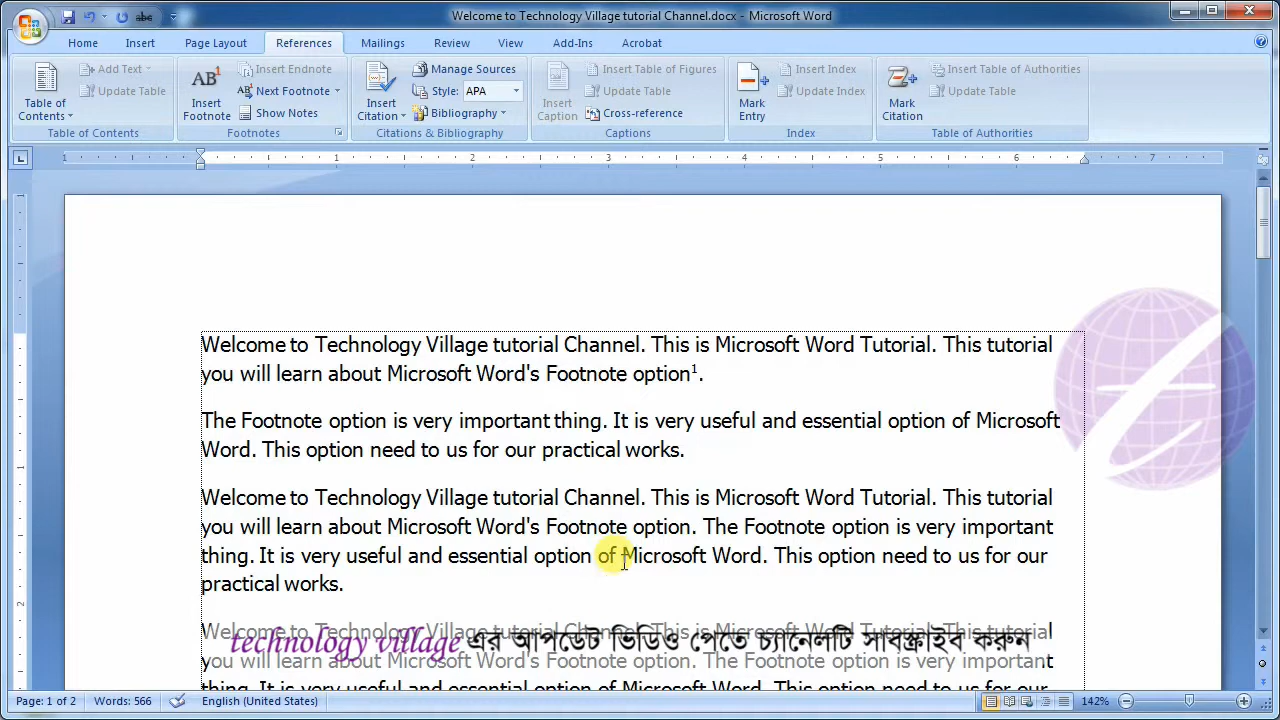 Welcome to Technology Village tutorial Channel.docx - Microsoft Word
Home Insert Page Layout References Mailings Review View Add-Ins Acrobat
Add Text Insert Endnote Manage Sources Insert Table of Figures Insert Index Insert Table of Authorities
Update Table Next Footnote Style: APA Update Table Update Index Update Table
Table of Contents Insert Footnote Show Notes Insert Citation Bibliography Insert Caption Cross-reference Mark Entry Mark Citation
Table of Contents Footnotes Citations & Bibliography Captions Index Table of Authorities
1 1 2 3 4 5 6 7
Welcome to Technology Village tutorial Channel. This is Microsoft Word Tutorial. This tutorial
you will learn about Microsoft Word's Footnote option¹.
The Footnote option is very important thing. It is very useful and essential option of Microsoft
Word. This option need to us for our practical works.
Welcome to Technology Village tutorial Channel. This is Microsoft Word Tutorial. This tutorial
you will learn about Microsoft Word's Footnote option. The Footnote option is very important
thing. It is very useful and essential option of Microsoft Word. This option need to us for our
practical works.
Welcome to Technology Village tutorial Channel. This is Microsoft Word Tutorial. This tutorial
technology village এর আপডেট ভিডিও পেতে চ্যানেলটি সাবস্ক্রাইব করুন
you will learn about Microsoft Word's Footnote option. The Footnote option is very important
thing. It is very useful and essential option of Microsoft Word. This option need to us for our
Page: 1 of 2 Words: 566 English (United States) 142%